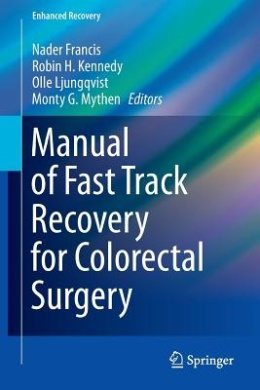 Enhanced Recovery
Nader Francis
Robin H. Kennedy
Olle Ljungqvist
Monty G. Mythen Editors
Manual
of Fast Track
Recovery
for Colorectal
Surgery
Springer